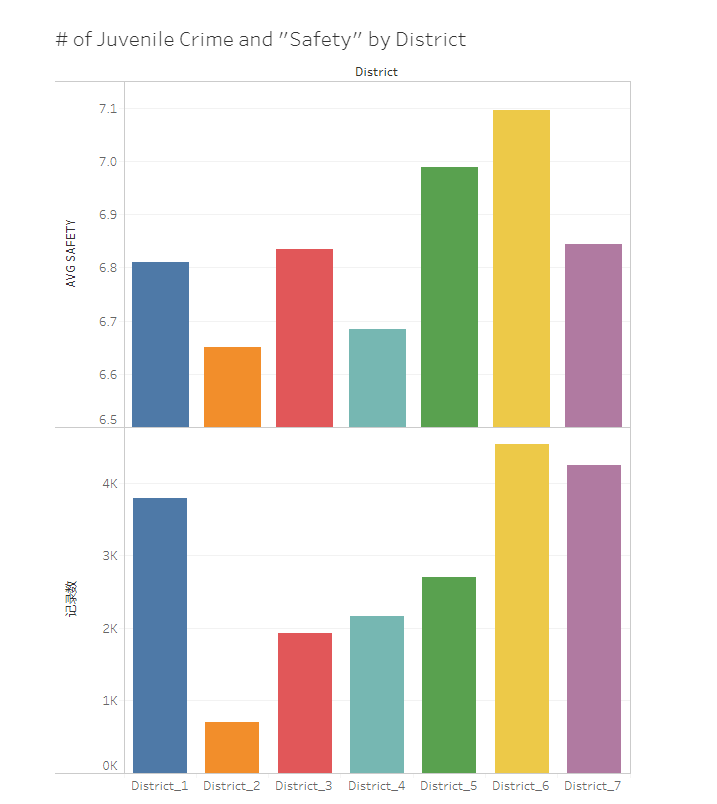 # of Juvenile Crime and "Safety" by District
District
7.1
7.0
6.9
6.8
6.7
6.6
6.5
AVG SAFETY
4K
3K
2K
1K
0K
记录数
District_1 District_2 District_3 District_4 District_5 District_6 District_7